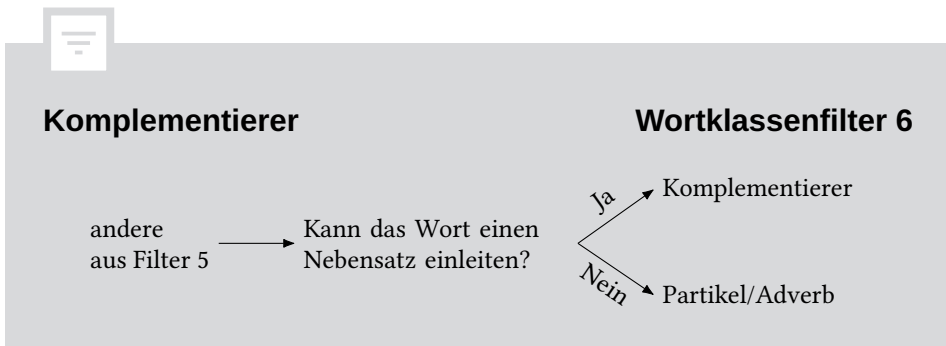 Komplementierer
Wortklassenfilter 6
andere
aus Filter 5
Kann das Wort einen
Nebensatz einleiten?
Ja
Komplementierer
Nein
Partikel/Adverb